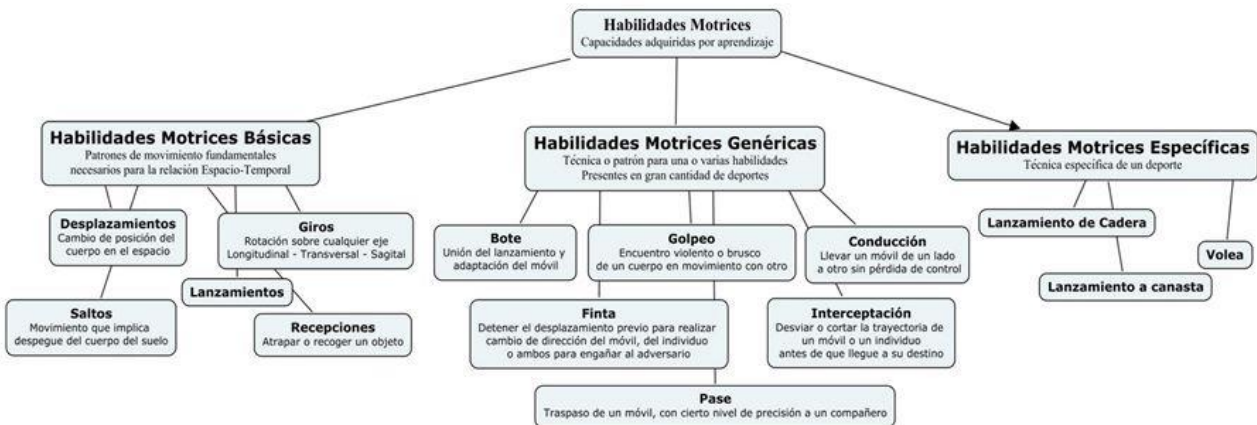 Habilidades Motrices
Capacidades adquiridas por aprendizaje
Habilidades Motrices Básicas
Patrones de movimiento fundamentales
necesarios para la relación Espacio-Temporal
Desplazamientos
Cambio de posición del
cuerpo en el espacio
Giros
Rotación sobre cualquier eje
Longitudinal - Transversal - Sagital
Lanzamientos
Saltos
Movimiento que implica
despegue del cuerpo del suelo
Recepciones
Atrapar o recoger un objeto
Habilidades Motrices Genéricas
Técnica o patrón para una o varias habilidades
Presentes en gran cantidad de deportes
Bote
Unión del lanzamiento y
adaptación del móvil
Golpeo
Encuentro violento o brusco
de un cuerpo en movimiento con otro
Conducción
Llevar un móvil de un lado
a otro sin pérdida de control
Finta
Detener el desplazamiento previo para realizar
cambio de dirección del móvil, del individuo
o ambos para engañar al adversario
Interceptación
Desviar o cortar la trayectoria de
un móvil o un individuo
antes de que llegue a su destino
Pase
Traspaso de un móvil, con cierto nivel de precisión a un compañero
Habilidades Motrices Específicas
Técnica específica de un deporte
Lanzamiento de Cadera
Volea
Lanzamiento a canasta